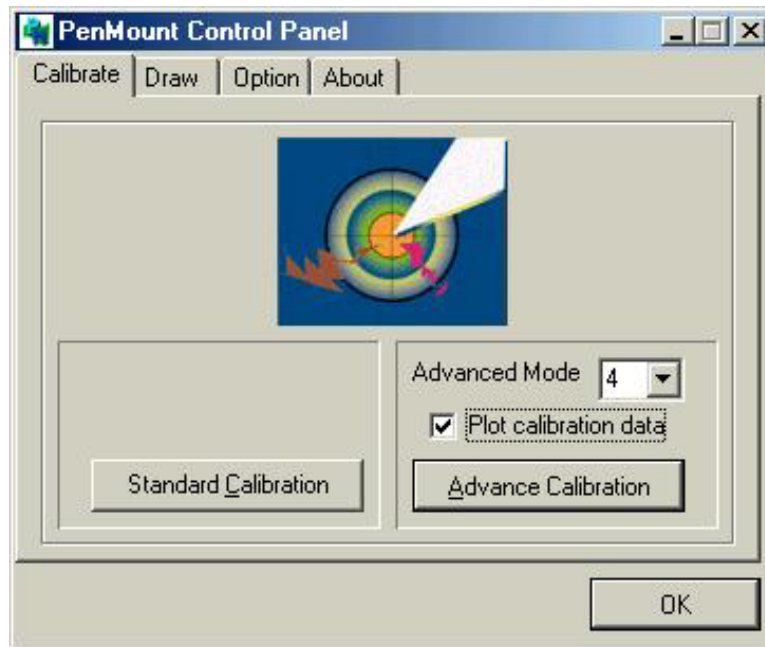 PenMount Control Panel
Calibrate Draw Option About
Advanced Mode 4
Plot calibration data
Standard Calibration Advance Calibration
OK